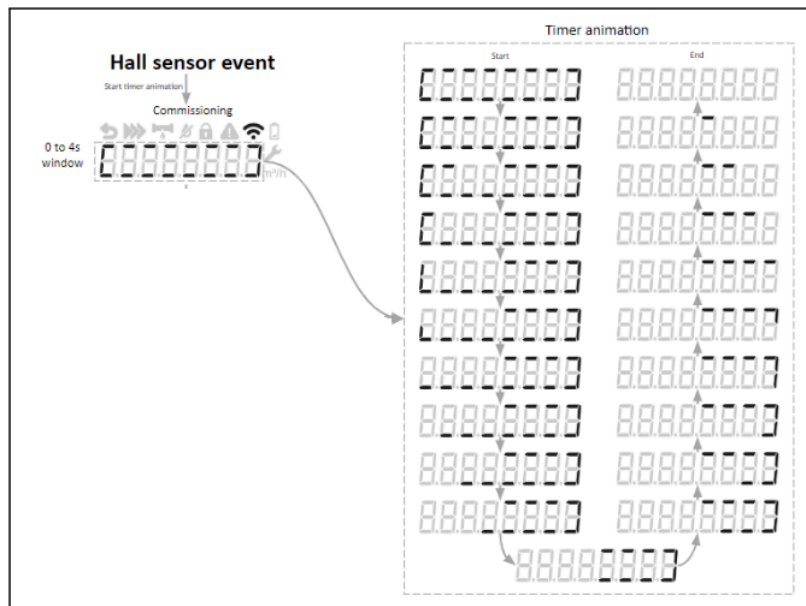 Timer animation
Hall sensor event
Start timer animation
Commissioning
0 to 4s
window
m³/h
Start
End